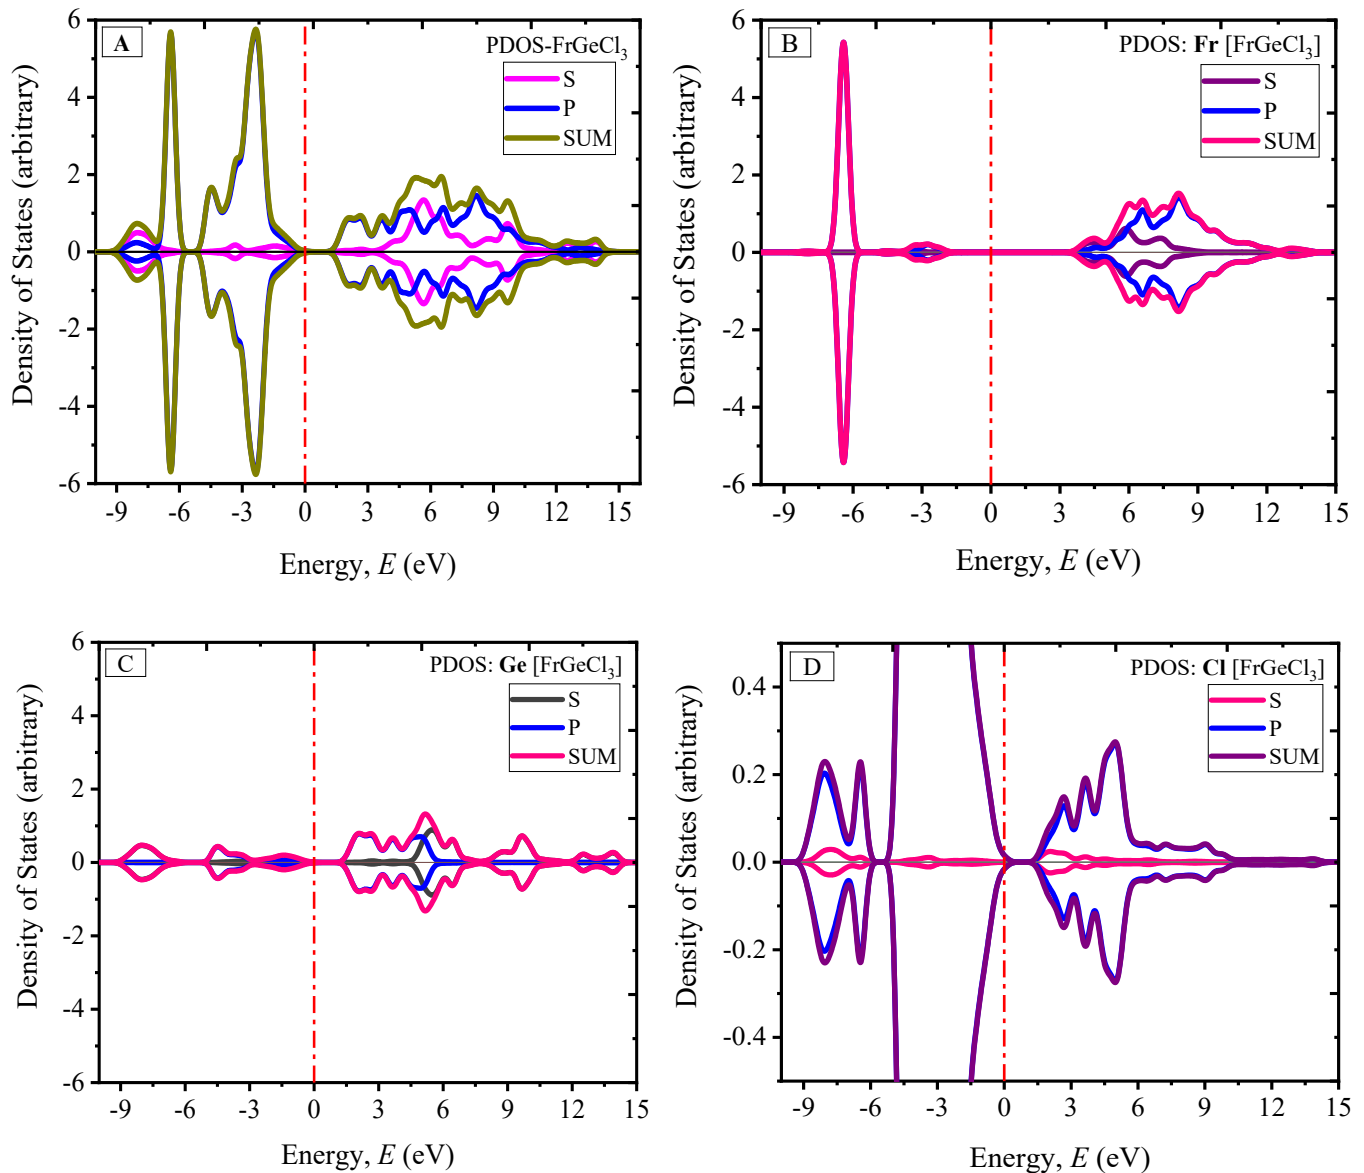 A
PDOS-FrGeCl₃
S
P
SUM
Density of States (arbitrary)
6
4
2
0
-2
-4
-6
-9 -6 -3 0 3 6 9 12 15
Energy, E (eV)
B
PDOS: Fr [FrGeCl₃]
S
P
SUM
Density of States (arbitrary)
6
4
2
0
-2
-4
-6
-9 -6 -3 0 3 6 9 12 15
Energy, E (eV)
C
PDOS: Ge [FrGeCl₃]
S
P
SUM
Density of States (arbitrary)
6
4
2
0
-2
-4
-6
-9 -6 -3 0 3 6 9 12 15
Energy, E (eV)
D
PDOS: Cl [FrGeCl₃]
S
P
SUM
Density of States (arbitrary)
0.4
0.2
0.0
-0.2
-0.4
-9 -6 -3 0 3 6 9 12 15
Energy, E (eV)